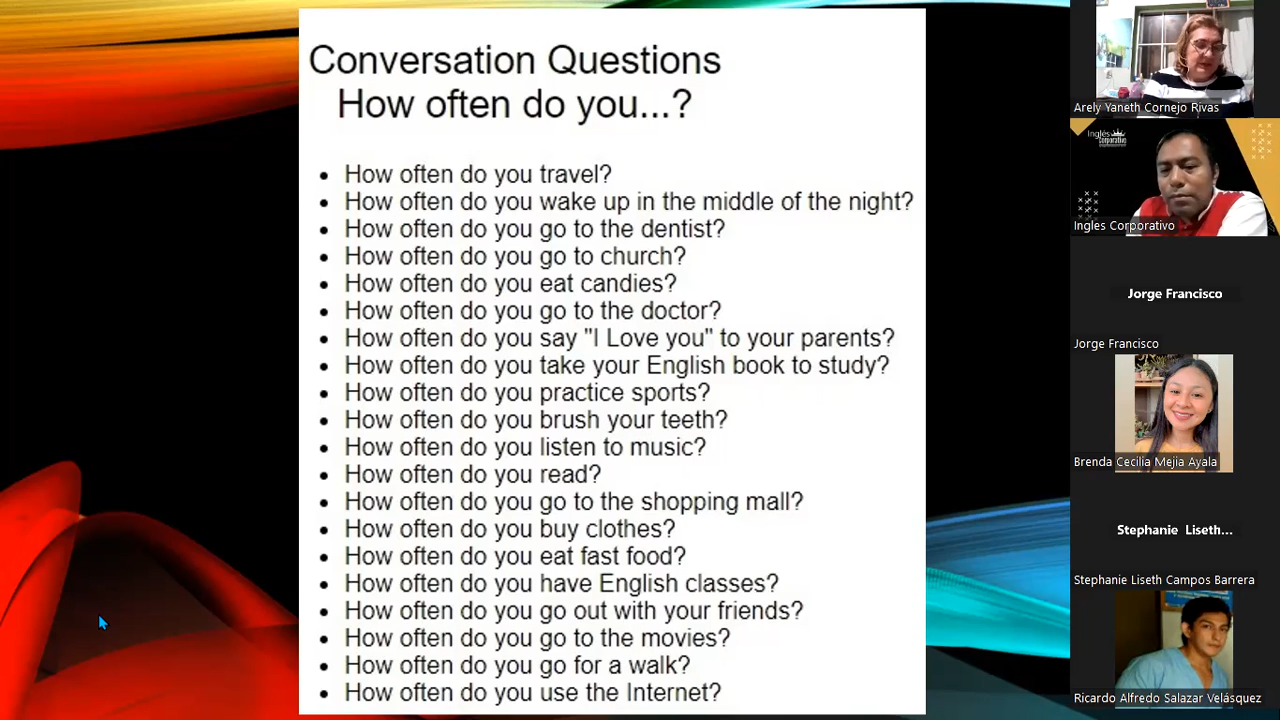 Conversation Questions
How often do you...?
• How often do you travel?
• How often do you wake up in the middle of the night?
• How often do you go to the dentist?
• How often do you go to church?
• How often do you eat candies?
• How often do you go to the doctor?
• How often do you say "I Love you" to your parents?
• How often do you take your English book to study?
• How often do you practice sports?
• How often do you brush your teeth?
• How often do you listen to music?
• How often do you read?
• How often do you go to the shopping mall?
• How often do you buy clothes?
• How often do you eat fast food?
• How often do you have English classes?
• How often do you go out with your friends?
• How often do you go to the movies?
• How often do you go for a walk?
• How often do you use the Internet?
Arely Yaneth Cornejo Rivas
Inglés
Corporativo
Ingles Corporativo
Jorge Francisco
Jorge Francisco
Brenda Cecilia Mejia Ayala
Stephanie Liseth...
Stephanie Liseth Campos Barrera
Ricardo Alfredo Salazar Velásquez